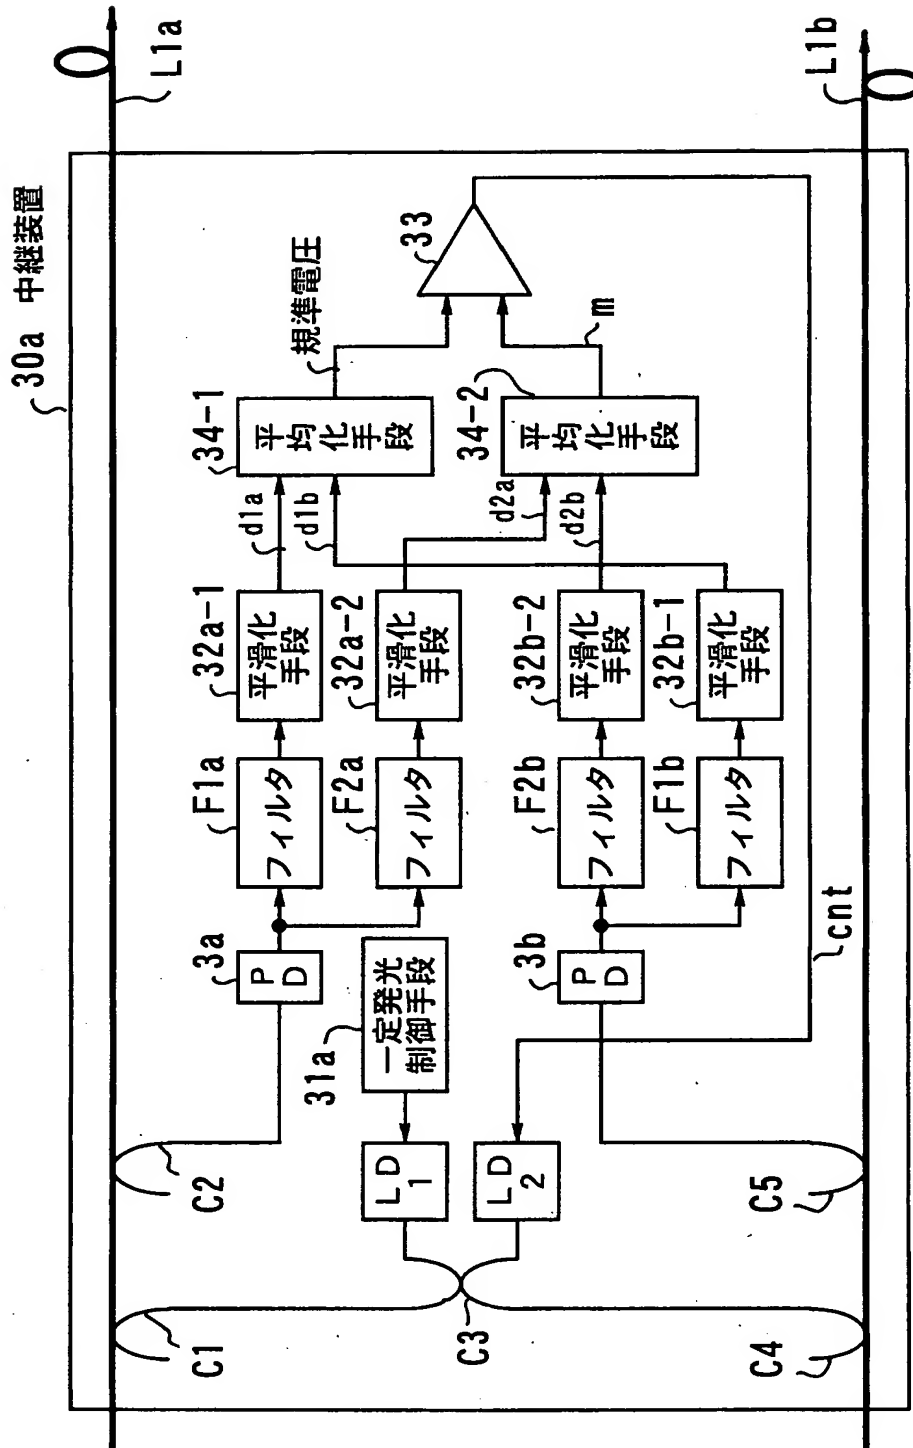 30a 中継装置
L1a
L1b
規準電圧
33
m
34-1
平均化手段
34-2
平均化手段
d1a
d1b
d2a
d2b
32a-1
平滑化
手段
32a-2
平滑化
手段
32b-2
平滑化
手段
32b-1
平滑化
手段
F1a
フィルタ
F2a
フィルタ
F2b
フィルタ
F1b
フィルタ
3a
PD
31a
一定発光
制御手段
3b
PD
cnt
LD
1
LD
2
C2
C5
C1
C3
C4